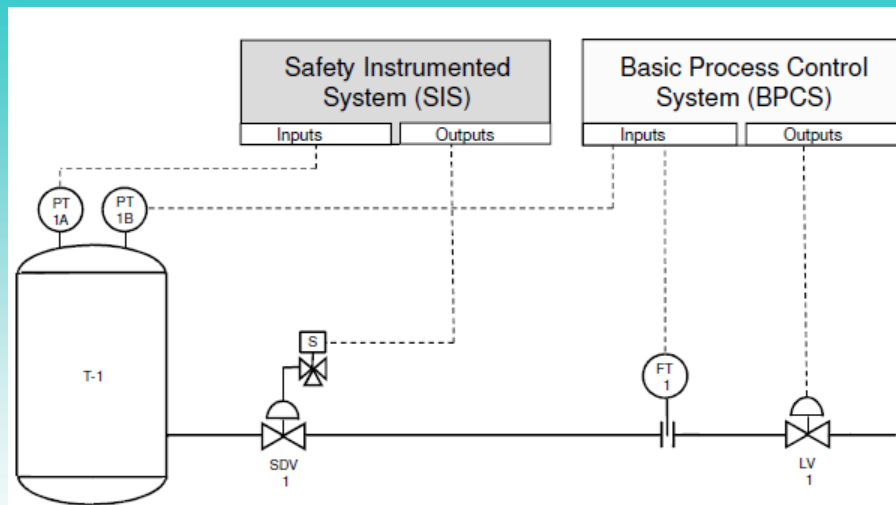 Safety Instrumented
System (SIS)
Inputs
Outputs
Basic Process Control
System (BPCS)
Inputs
Outputs
PT
1A
PT
1B
T-1
S
SDV
1
FT
1
LV
1